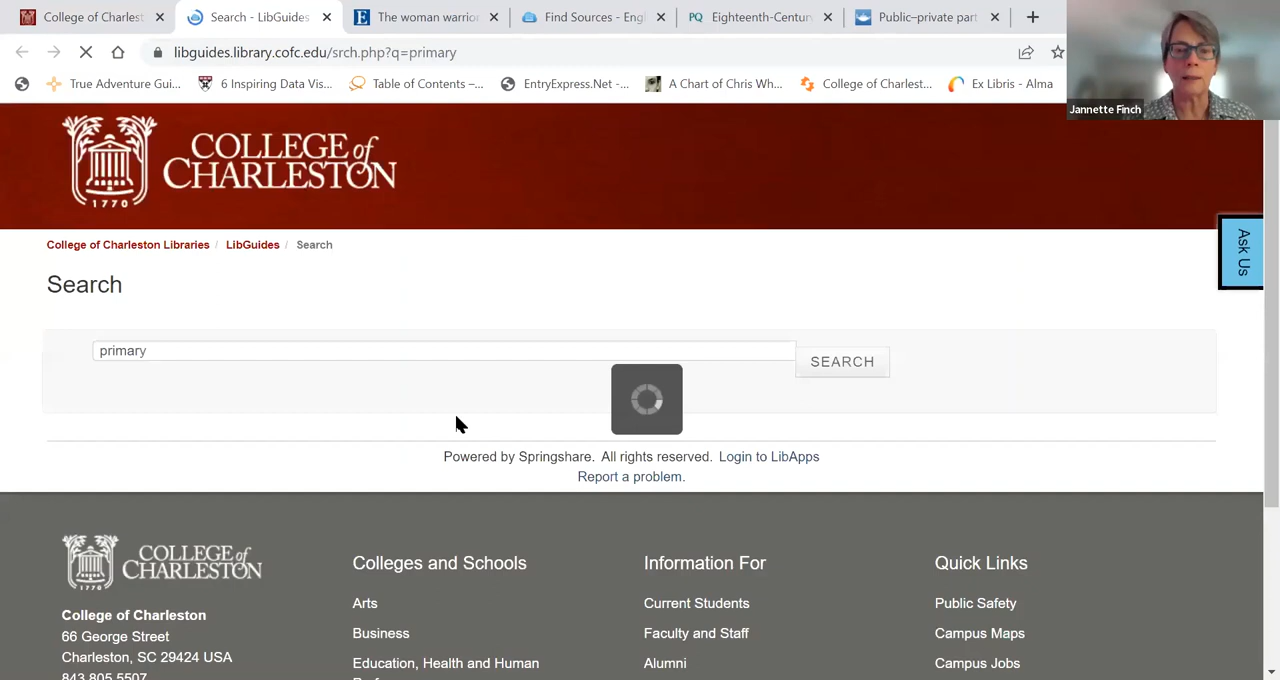 College of Charlest
Search - LibGuides
The woman warrio
Find Sources - Eng
Eighteenth-Centur
Public–private part
libguides.library.cofc.edu/srch.php?q=primary
True Adventure Gui...
6 Inspiring Data Vis...
Table of Contents –...
EntryExpress.Net -...
A Chart of Chris Wh...
College of Charlest...
Ex Libris - Alma
Jannette Finch
COLLEGE of
CHARLESTON
1770
Ask Us
College of Charleston Libraries / LibGuides / Search
Search
primary
SEARCH
Powered by Springshare. All rights reserved. Login to LibApps
Report a problem.
COLLEGE of
CHARLESTON
1770
College of Charleston
66 George Street
Charleston, SC 29424 USA
843.805.5507
Colleges and Schools
Arts
Business
Education, Health and Human
Information For
Current Students
Faculty and Staff
Alumni
Quick Links
Public Safety
Campus Maps
Campus Jobs